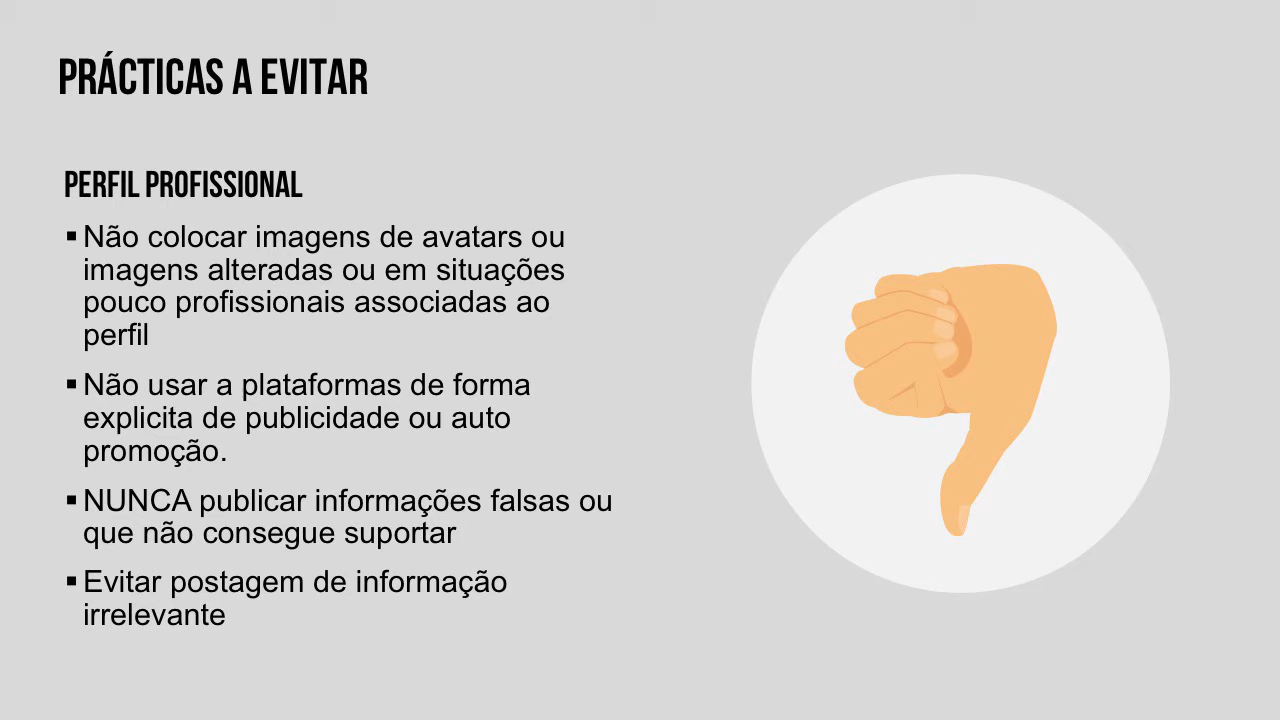 PRÁCTICAS A EVITAR
PERFIL PROFISSIONAL
▪ Não colocar imagens de avatars ou
imagens alteradas ou em situações
pouco profissionais associadas ao
perfil
▪ Não usar a plataformas de forma
explicita de publicidade ou auto
promoção.
▪ NUNCA publicar informações falsas ou
que não consegue suportar
▪ Evitar postagem de informação
irrelevante